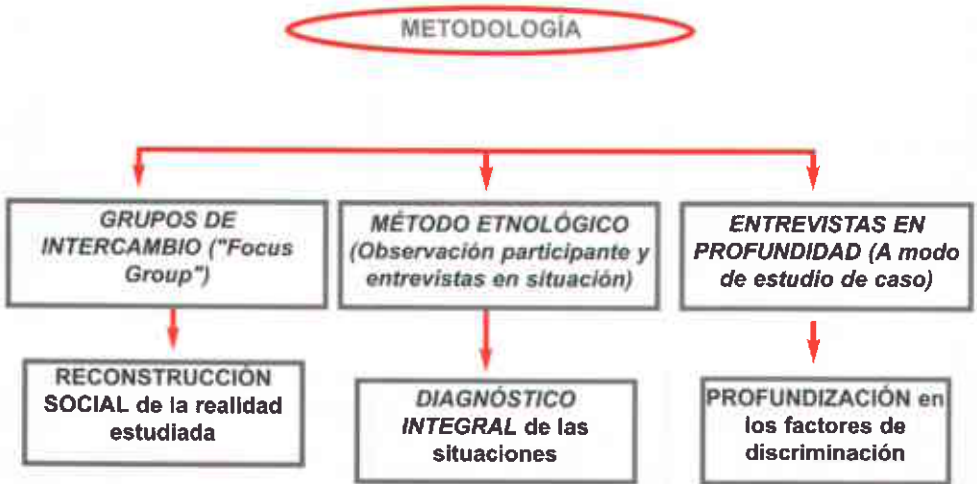 METODOLOGÍA
GRUPOS DE
INTERCAMBIO ("Focus
Group")
MÉTODO ETNOLÓGICO
(Observación participante y
entrevistas en situación)
ENTREVISTAS EN
PROFUNDIDAD (A modo
de estudio de caso)
RECONSTRUCCIÓN
SOCIAL de la realidad
estudiada
DIAGNÓSTICO
INTEGRAL de las
situaciones
PROFUNDIZACIÓN en
los factores de
discriminación